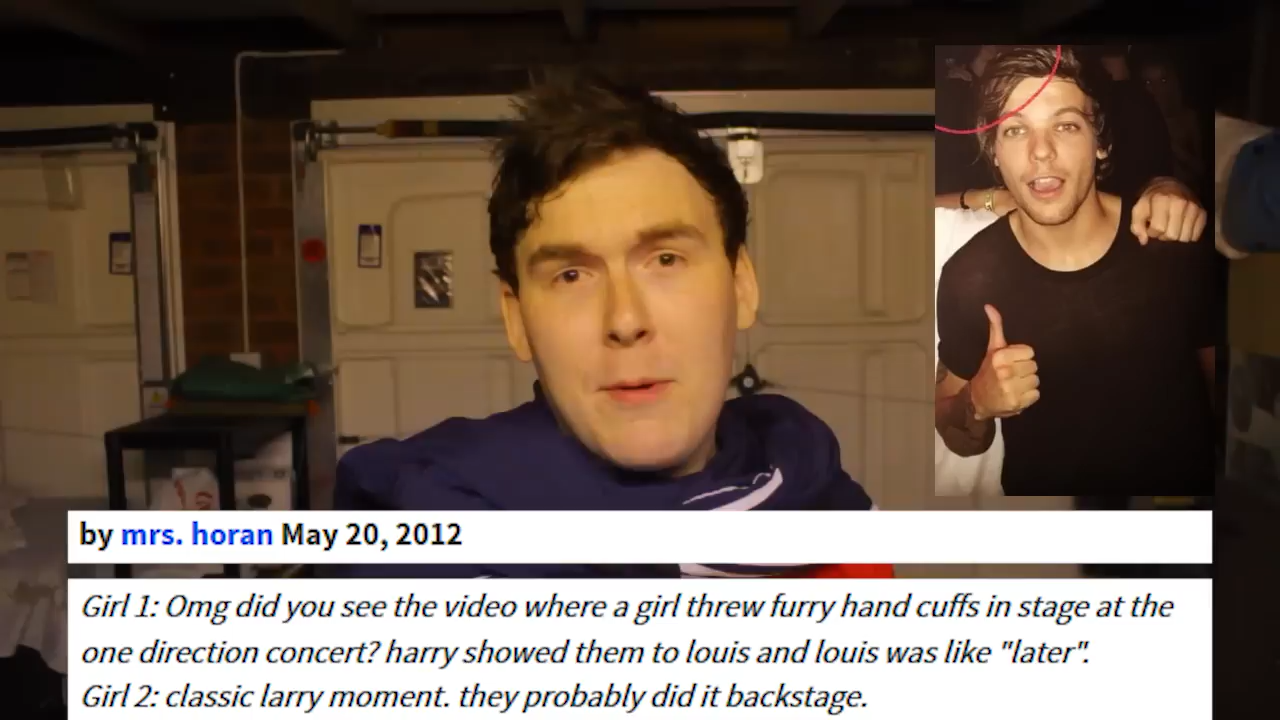 by mrs. horan May 20, 2012
Girl 1: Omg did you see the video where a girl threw furry hand cuffs in stage at the
one direction concert? harry showed them to louis and louis was like "later".
Girl 2: classic larry moment. they probably did it backstage.